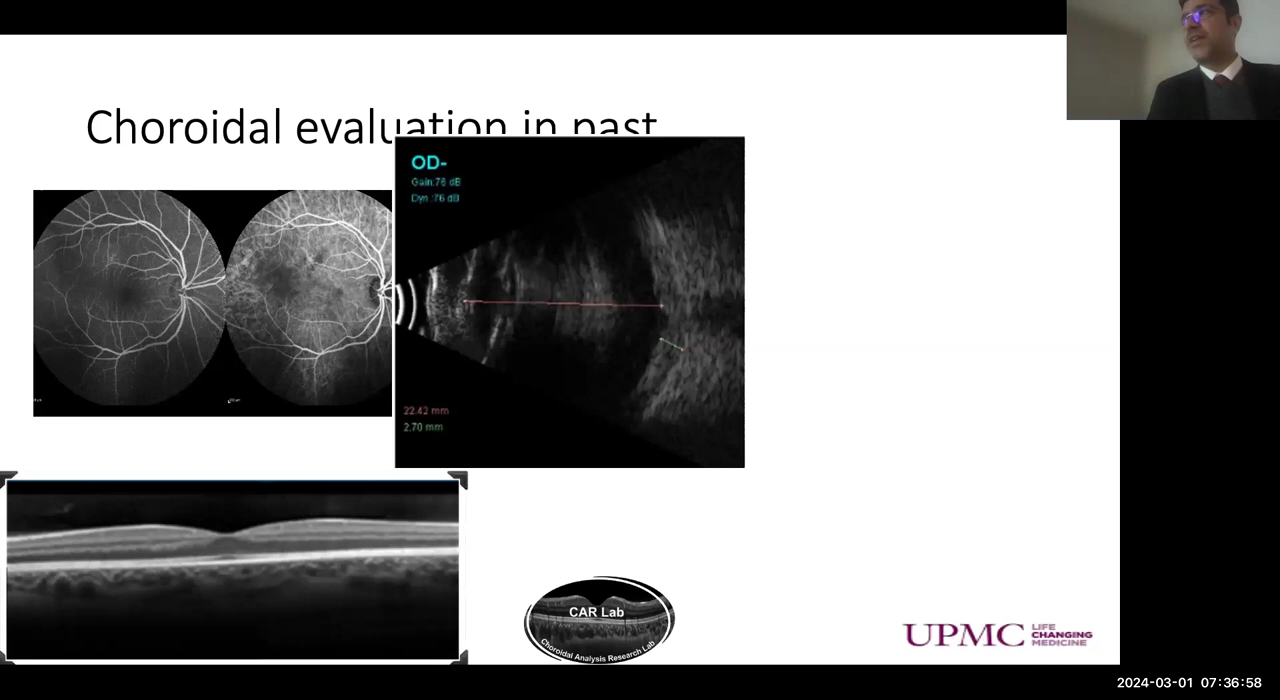 Choroidal evaluation in past
OD-
Gain:76 dB
Dyn :76 dB
22.42 mm
2.70 mm
CAR Lab
Choroidal Analysis Research Lab
UPMC
LIFE
CHANGING
MEDICINE
2024-03-01 07:36:58